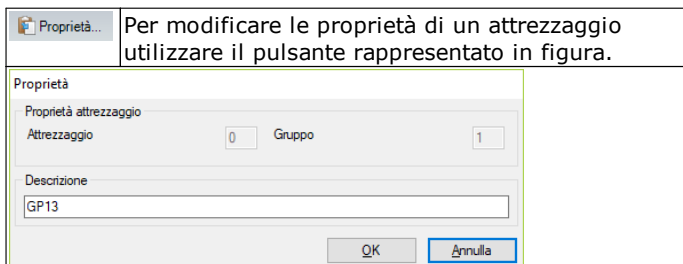 Proprietà...
Per modificare le proprietà di un attrezzaggio
utilizzare il pulsante rappresentato in figura.
Proprietà
Proprietà attrezzaggio
Attrezzaggio 0 Gruppo 1
Descrizione
GP13
OK Annulla